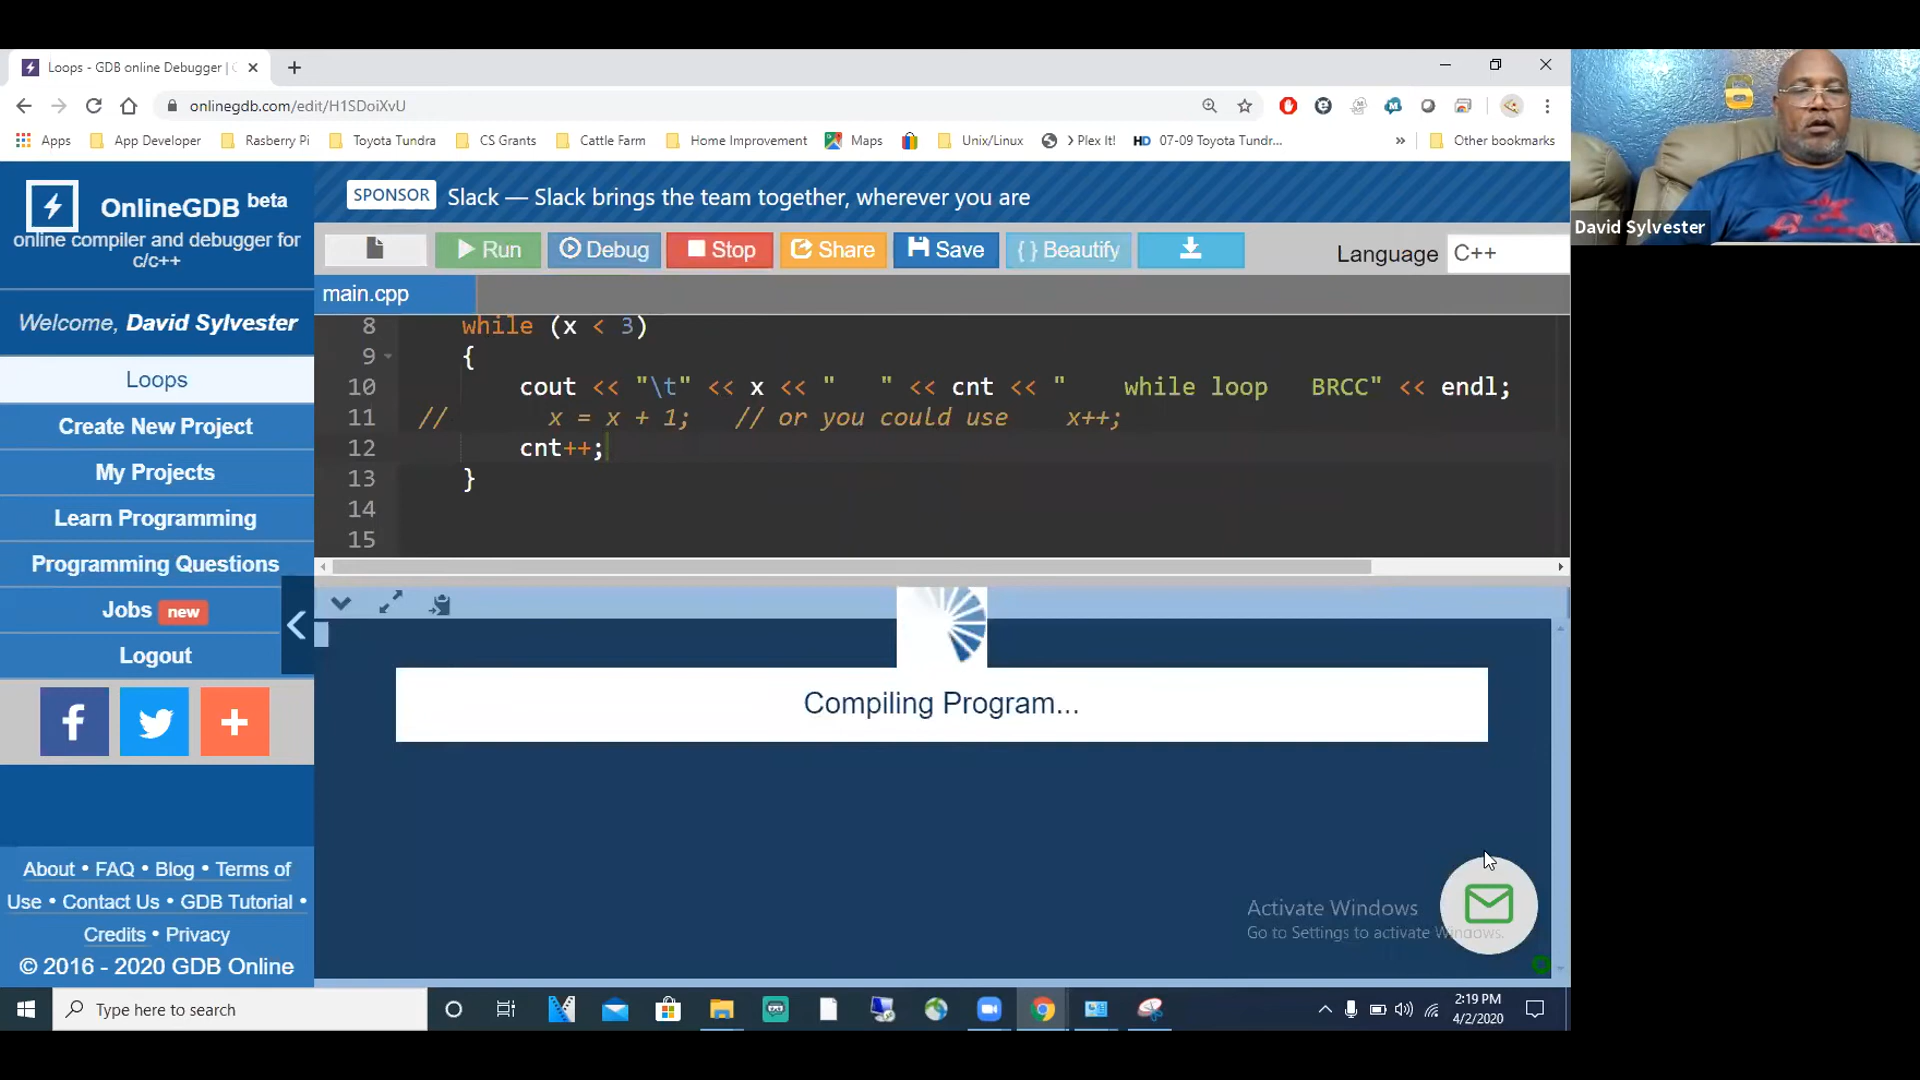 Loops - GDB online Debugger | C
onlinegdb.com/edit/H1SDoiXvU
Apps App Developer Rasberry Pi Toyota Tundra CS Grants Cattle Farm Home Improvement Maps Unix/Linux > Plex It! HD 07-09 Toyota Tundr... » Other bookmarks
OnlineGDB beta
online compiler and debugger for
c/c++
Welcome, David Sylvester
Loops
Create New Project
My Projects
Learn Programming
Programming Questions
Jobs new
Logout
About • FAQ • Blog • Terms of
Use • Contact Us • GDB Tutorial •
Credits • Privacy
© 2016 - 2020 GDB Online
SPONSOR Slack — Slack brings the team together, wherever you are
Run Debug Stop Share Save { } Beautify Language C++
main.cpp
8 while (x < 3)
9 {
10 cout << "\t" << x << "   " << cnt << "    while loop   BRCC" << endl;
11 //       x = x + 1;   // or you could use    x++;
12 cnt++;
13 }
14
15
Compiling Program...
Activate Windows
Go to Settings to activate Windows.
David Sylvester
Type here to search
2:19 PM
4/2/2020